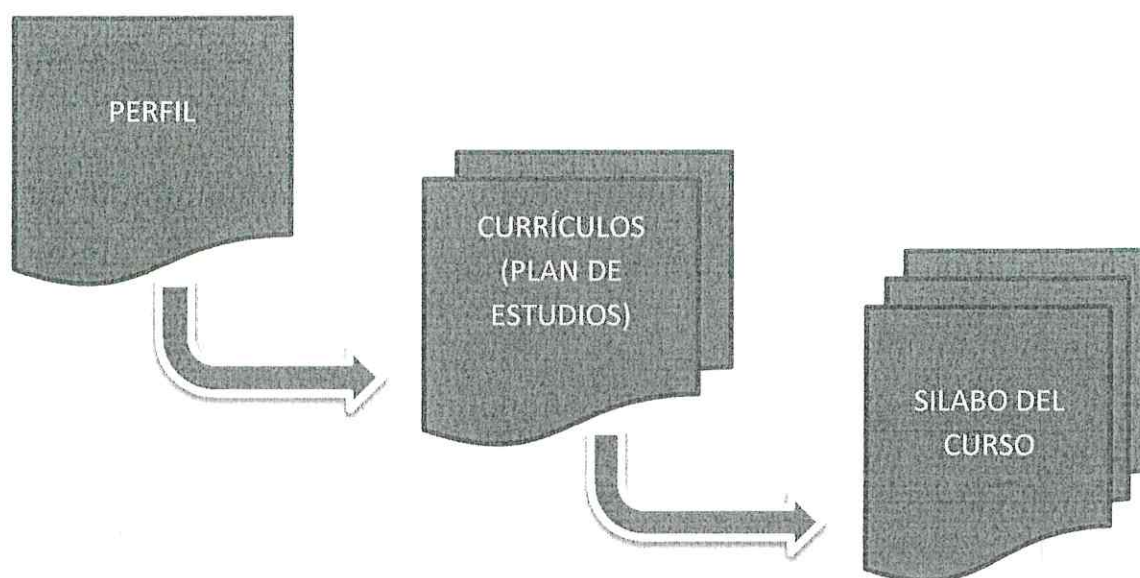 PERFIL
CURRÍCULOS
(PLAN DE
ESTUDIOS)
SILABO DEL
CURSO